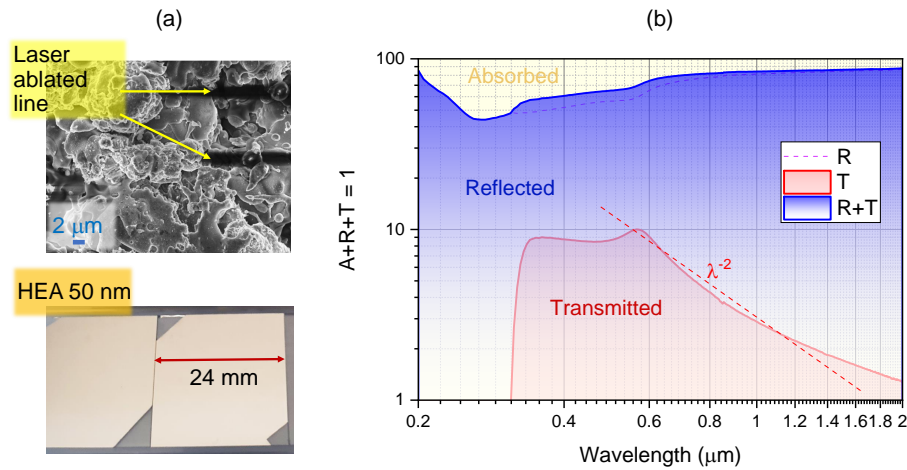 (a)
Laser
ablated
line
2 μm
HEA 50 nm
24 mm
(b)
A+R+T = 1
100
10
1
Absorbed
Reflected
Transmitted
λ⁻²
R
T
R+T
0.2
0.4
0.6
0.8
1
1.2
1.4
1.6
1.8
2
Wavelength (μm)